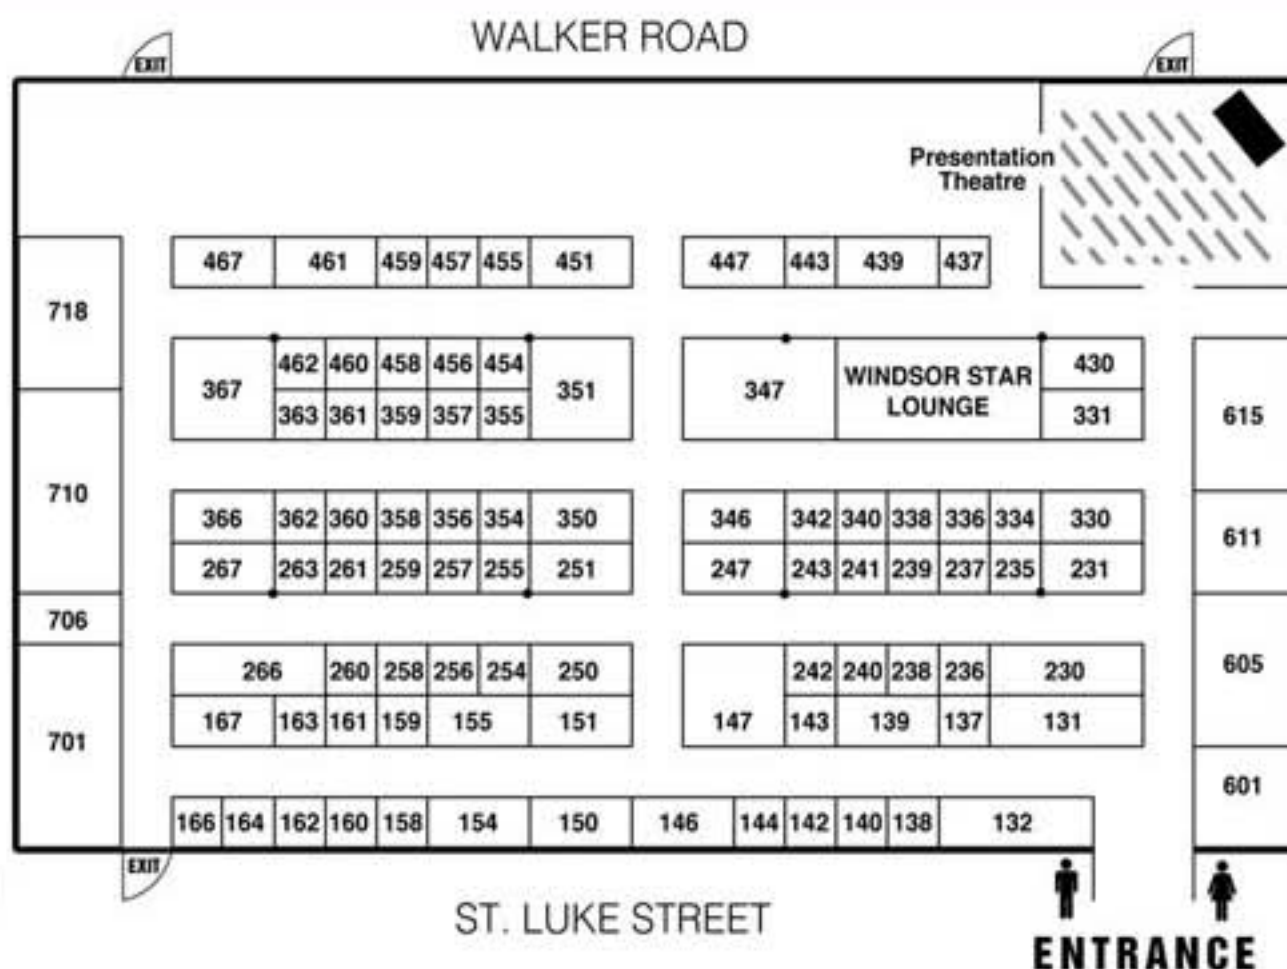 WALKER ROAD
EXIT
EXIT
Presentation
Theatre
467 461 459 457 455 451 447 443 439 437
718
462 460 458 456 454 430
367 351 347 WINDSOR STAR
LOUNGE
363 361 359 357 355 331
615
710
366 362 360 358 356 354 350 346 342 340 338 336 334 330
611
267 263 261 259 257 255 251 247 243 241 239 237 235 231
706
266 260 258 256 254 250 242 240 238 236 230
605
167 163 161 159 155 151 147 143 139 137 131
701
601
166 164 162 160 158 154 150 146 144 142 140 138 132
EXIT
ST. LUKE STREET
ENTRANCE